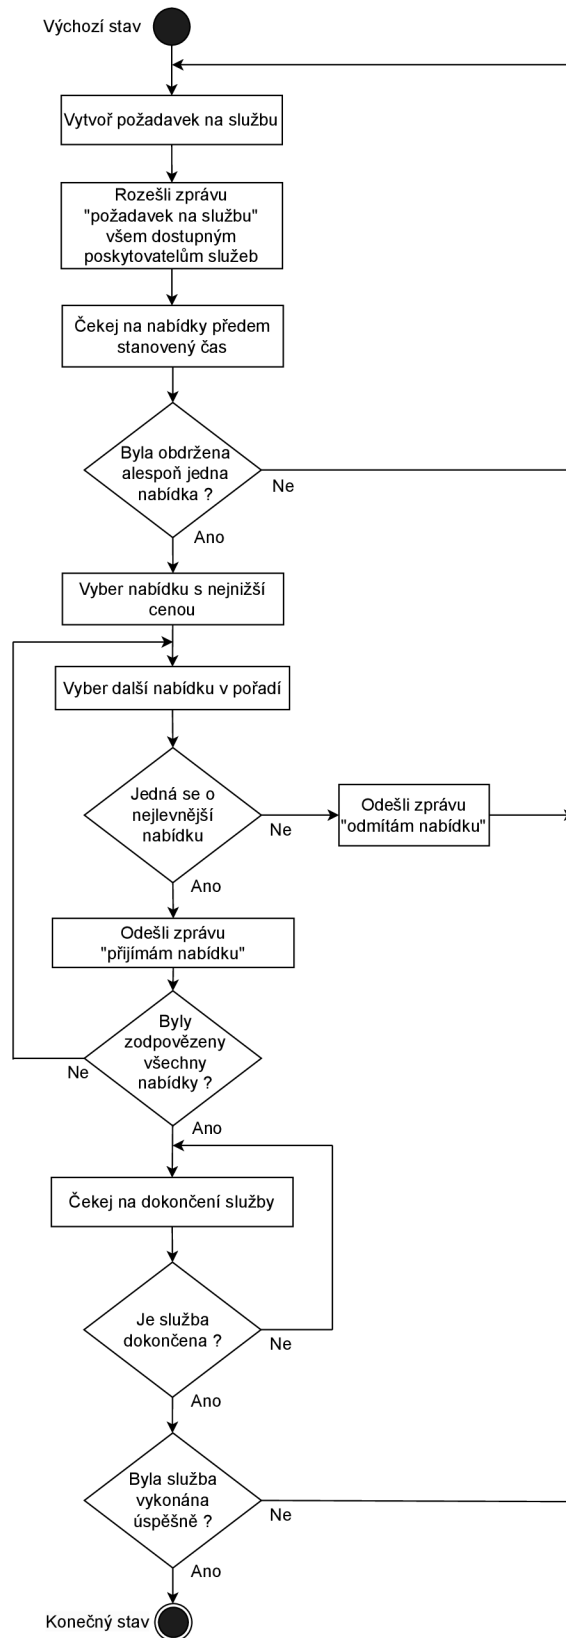 Výchozí stav
Vytvoř požadavek na službu
Rozešli zprávu
"požadavek na službu"
všem dostupným
poskytovatelům služeb
Čekej na nabídky předem
stanovený čas
Byla obdržena
alespoň jedna
nabídka ?
Ne
Ano
Vyber nabídku s nejnižší
cenou
Vyber další nabídku v pořadí
Jedná se o
nejlevnější
nabídku
Ne
Odešli zprávu
"odmítám nabídku"
Ano
Odešli zprávu
"přijímám nabídku"
Byly
zodpovězeny
všechny
nabídky ?
Ne
Ano
Čekej na dokončení služby
Je služba
dokončena ?
Ne
Ano
Byla služba
vykonána
úspěšně ?
Ne
Ano
Konečný stav